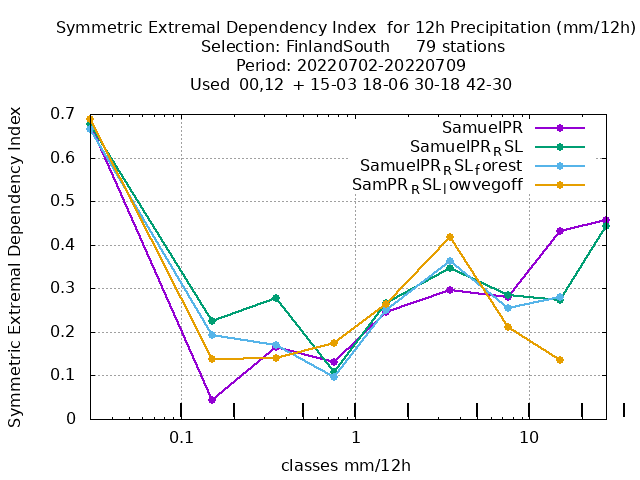 Symmetric Extremal Dependency Index  for 12h Precipitation (mm/12h)
Selection: FinlandSouth     79 stations
Period: 20220702-20220709
Used  00,12  + 15-03 18-06 30-18 42-30
Symmetric Extremal Dependency Index
0.7
0.6
0.5
0.4
0.3
0.2
0.1
0
SamuelPR
SamuelPR_RSL
SamuelPR_RSL_forest
SamPR_RSL_lowvegoff
0.1 1 10
classes mm/12h